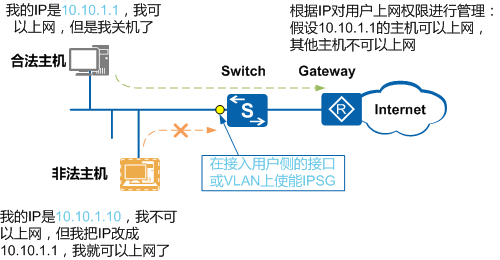 我的IP是10.10.1.1，我可
以上网，但是我关机了
根据IP对用户上网权限进行管理：
假设10.10.1.1的主机可以上网，
其他主机不可以上网
合法主机
Switch
Gateway
S
R
Internet
在接入用户侧的接口
或VLAN上使能IPSG
非法主机
我的IP是10.10.1.10，我不可
以上网，但我把IP改成
10.10.1.1，我就可以上网了